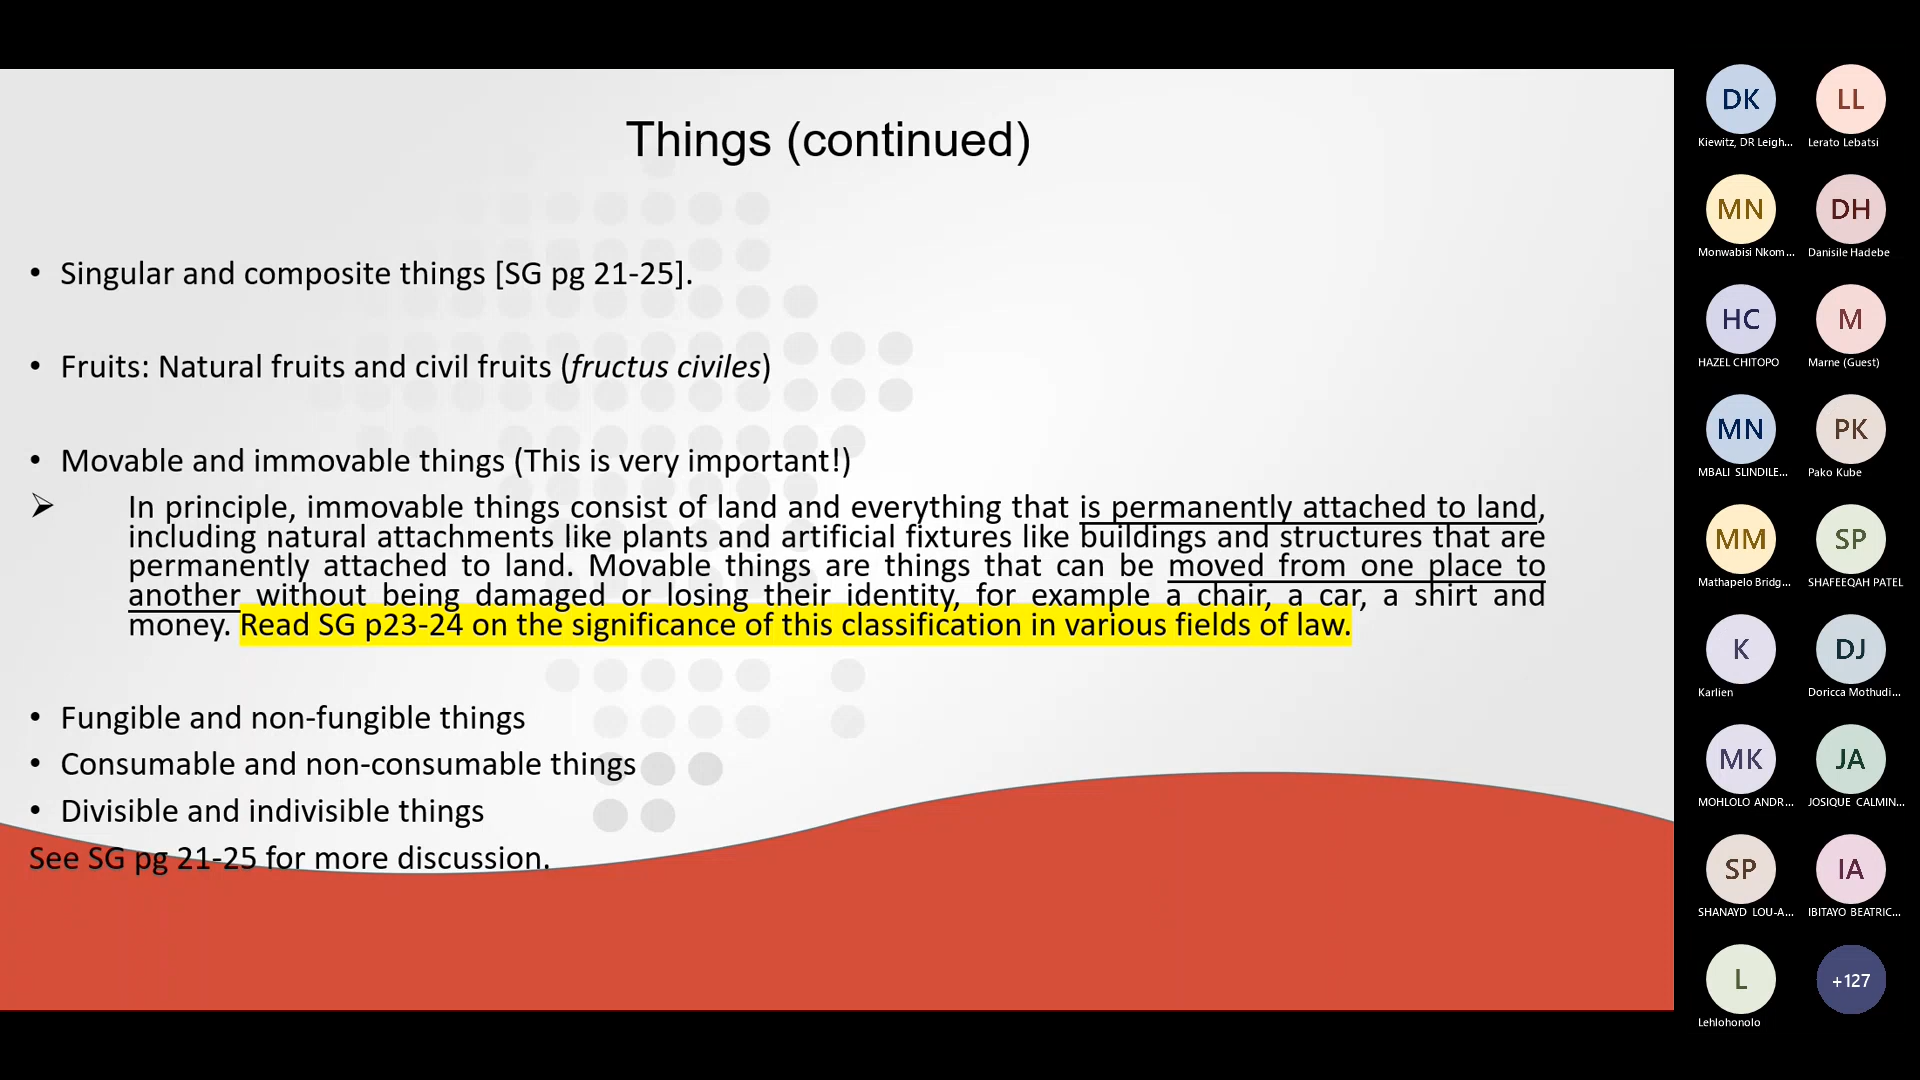 Things (continued)
• Singular and composite things [SG pg 21-25].
• Fruits: Natural fruits and civil fruits (fructus civiles)
• Movable and immovable things (This is very important!)
➢ In principle, immovable things consist of land and everything that is permanently attached to land,
including natural attachments like plants and artificial fixtures like buildings and structures that are
permanently attached to land. Movable things are things that can be moved from one place to
another without being damaged or losing their identity, for example a chair, a car, a shirt and
money. Read SG p23-24 on the significance of this classification in various fields of law.
• Fungible and non-fungible things
• Consumable and non-consumable things
• Divisible and indivisible things
See SG pg 21-25 for more discussion.
DK
Kiewitz, DR Leigh...
LL
Lerato Lebatsi
MN
Monwabisi Nkom...
DH
Danisile Hadebe
HC
HAZEL CHITOPO
M
Marne (Guest)
MN
MBALI SLINDILE...
PK
Pako Kube
MM
Mathapelo Bridg...
SP
SHAFEEQAH PATEL
K
Karlien
DJ
Doricca Mothudi...
MK
MOHLOLO ANDR...
JA
JOSIQUE CALMIN...
SP
SHANAYD LOU-A...
IA
IBITAYO BEATRIC...
L
Lehlohonolo
+127